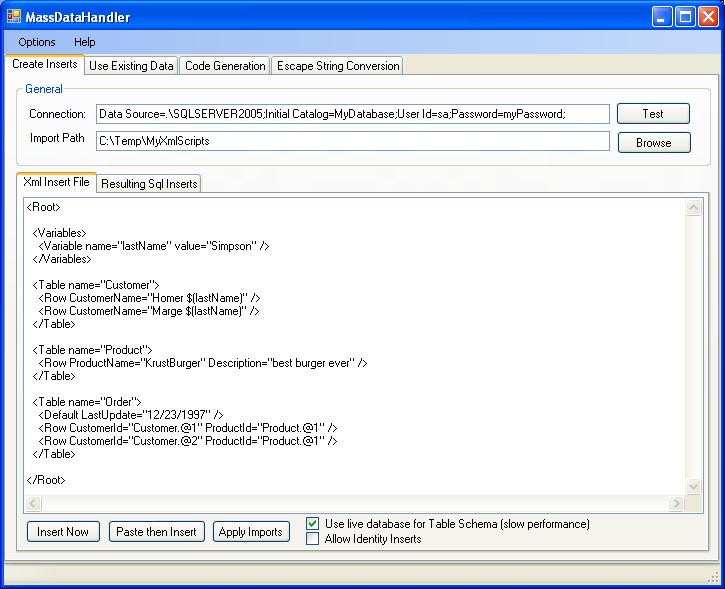 MassDataHandler
Options Help
Create Inserts Use Existing Data Code Generation Escape String Conversion
General
Connection: Data Source=.\SQLSERVER2005;Initial Catalog=MyDatabase;User Id=sa;Password=myPassword; Test
Import Path C:\Temp\MyXmlScripts Browse
Xml Insert File Resulting Sql Inserts
<Root>
<Variables>
<Variable name="lastName" value="Simpson" />
</Variables>
<Table name="Customer">
<Row CustomerName="Homer $(lastName)" />
<Row CustomerName="Marge $(lastName)" />
</Table>
<Table name="Product">
<Row ProductName="KrustBurger" Description="best burger ever" />
</Table>
<Table name="Order">
<Default LastUpdate="12/23/1997" />
<Row CustomerId="Customer.@1" ProductId="Product.@1" />
<Row CustomerId="Customer.@2" ProductId="Product.@1" />
</Table>
</Root>
Insert Now Paste then Insert Apply Imports Use live database for Table Schema (slow performance)
Allow Identity Inserts